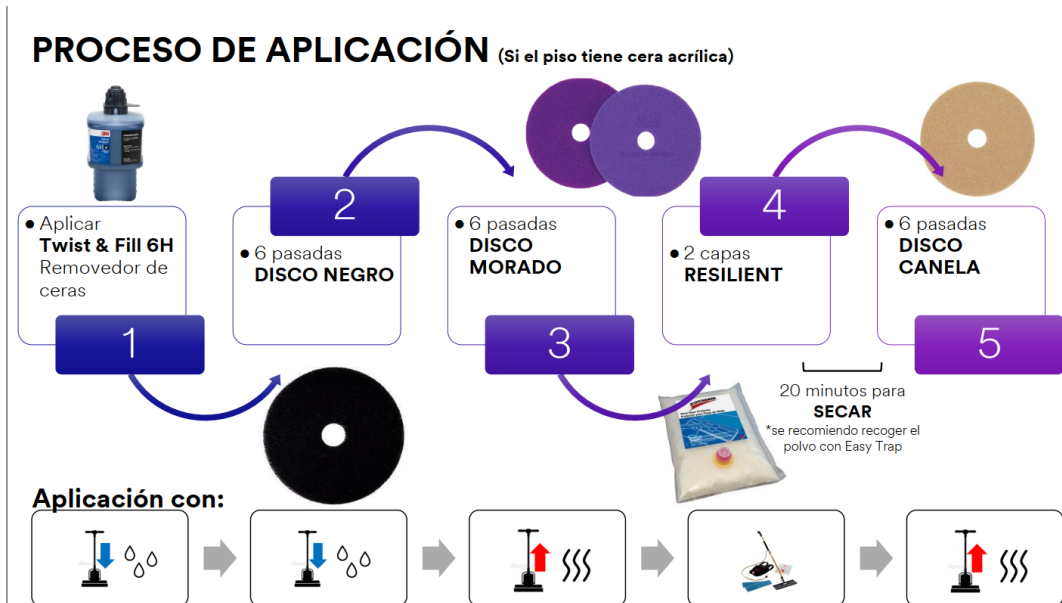 PROCESO DE APLICACIÓN (Si el piso tiene cera acrílica)
3M
• Aplicar
Twist & Fill 6H
Removedor de
ceras
1
2
• 6 pasadas
DISCO NEGRO
• 6 pasadas
DISCO
MORADO
3
4
• 2 capas
RESILIENT
• 6 pasadas
DISCO
CANELA
5
20 minutos para
SECAR
*se recomiendo recoger el
polvo con Easy Trap
Aplicación con: